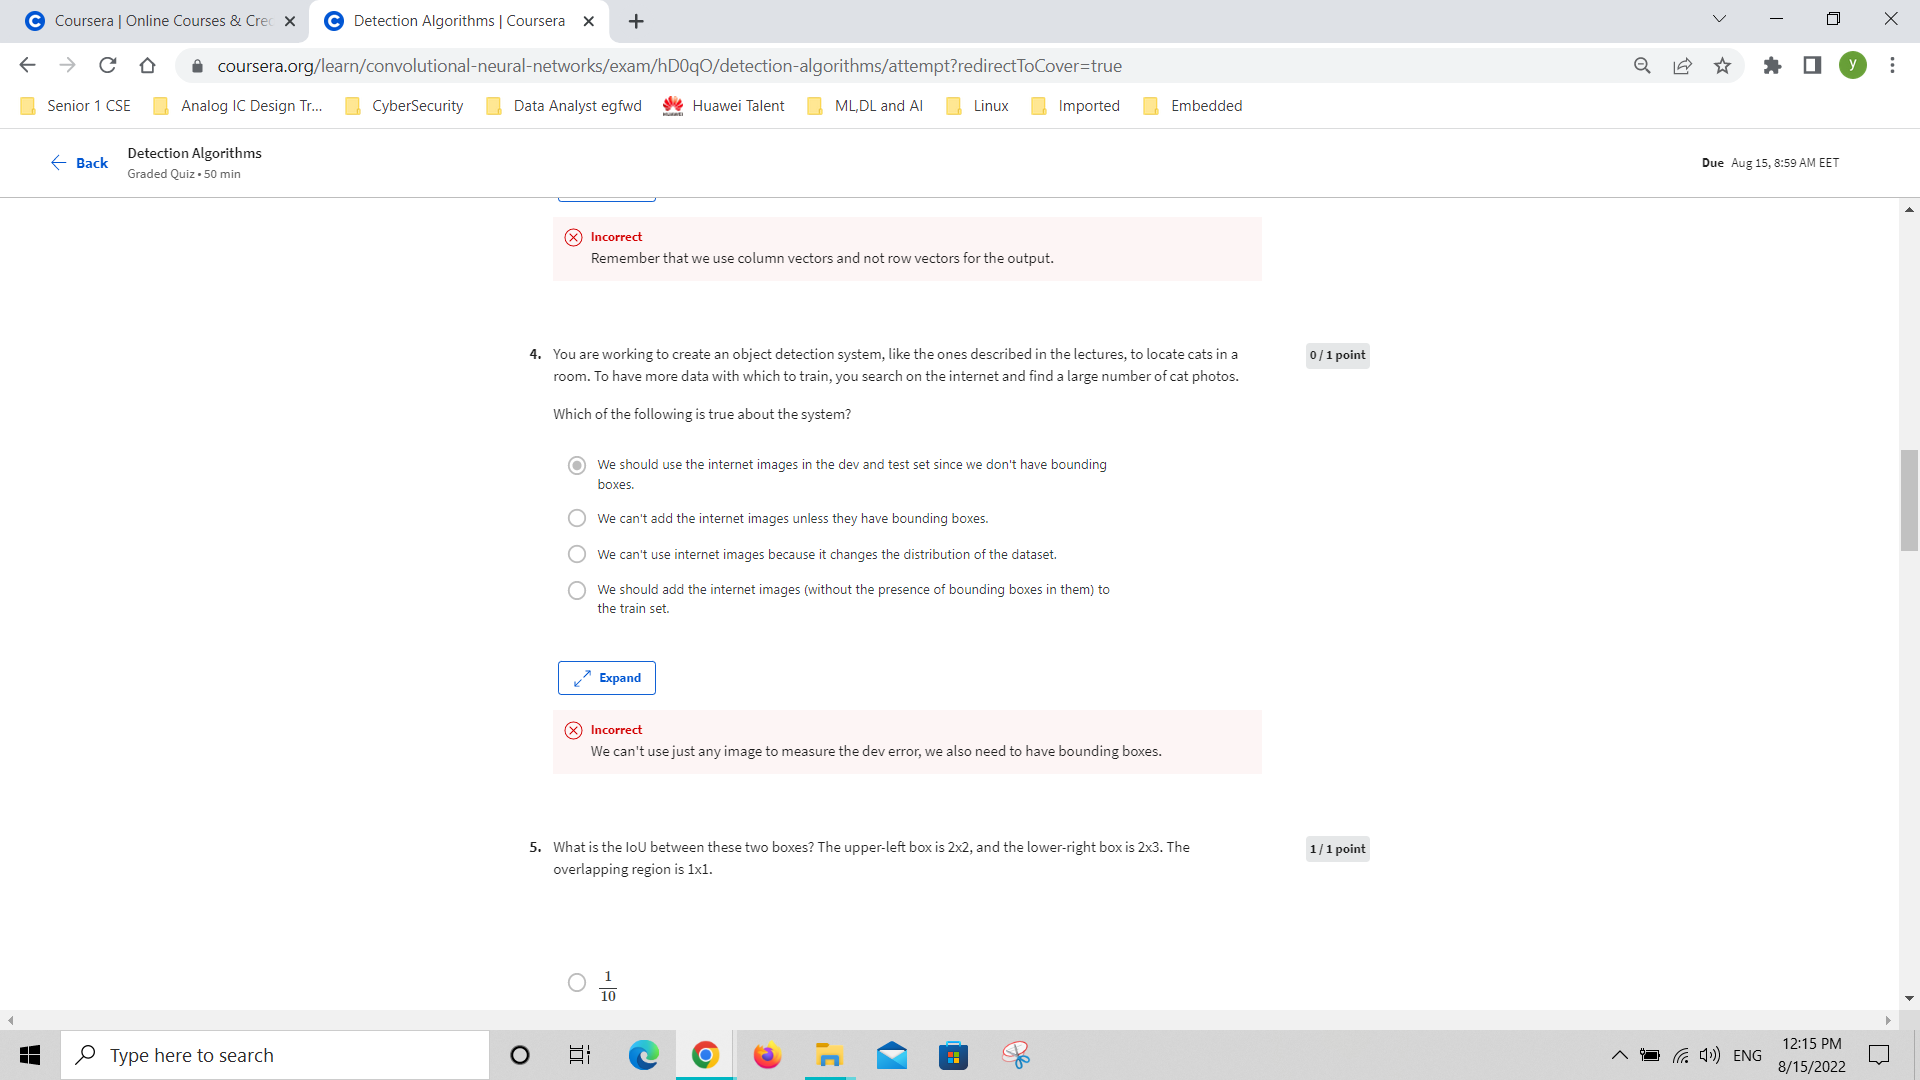 Coursera | Online Courses & Cre
Detection Algorithms | Coursera
coursera.org/learn/convolutional-neural-networks/exam/hD0qO/detection-algorithms/attempt?redirectToCover=true
y
Senior 1 CSE
Analog IC Design Tr...
CyberSecurity
Data Analyst egfwd
Huawei Talent
ML,DL and AI
Linux
Imported
Embedded
Back
Detection Algorithms
Graded Quiz • 50 min
Due Aug 15, 8:59 AM EET
Incorrect
Remember that we use column vectors and not row vectors for the output.
4. You are working to create an object detection system, like the ones described in the lectures, to locate cats in a
room. To have more data with which to train, you search on the internet and find a large number of cat photos.
0 / 1 point
Which of the following is true about the system?
We should use the internet images in the dev and test set since we don't have bounding
boxes.
We can't add the internet images unless they have bounding boxes.
We can't use internet images because it changes the distribution of the dataset.
We should add the internet images (without the presence of bounding boxes in them) to
the train set.
Expand
Incorrect
We can't use just any image to measure the dev error, we also need to have bounding boxes.
5. What is the IoU between these two boxes? The upper-left box is 2x2, and the lower-right box is 2x3. The
overlapping region is 1x1.
1 / 1 point
1
10
Type here to search
ENG
12:15 PM
8/15/2022